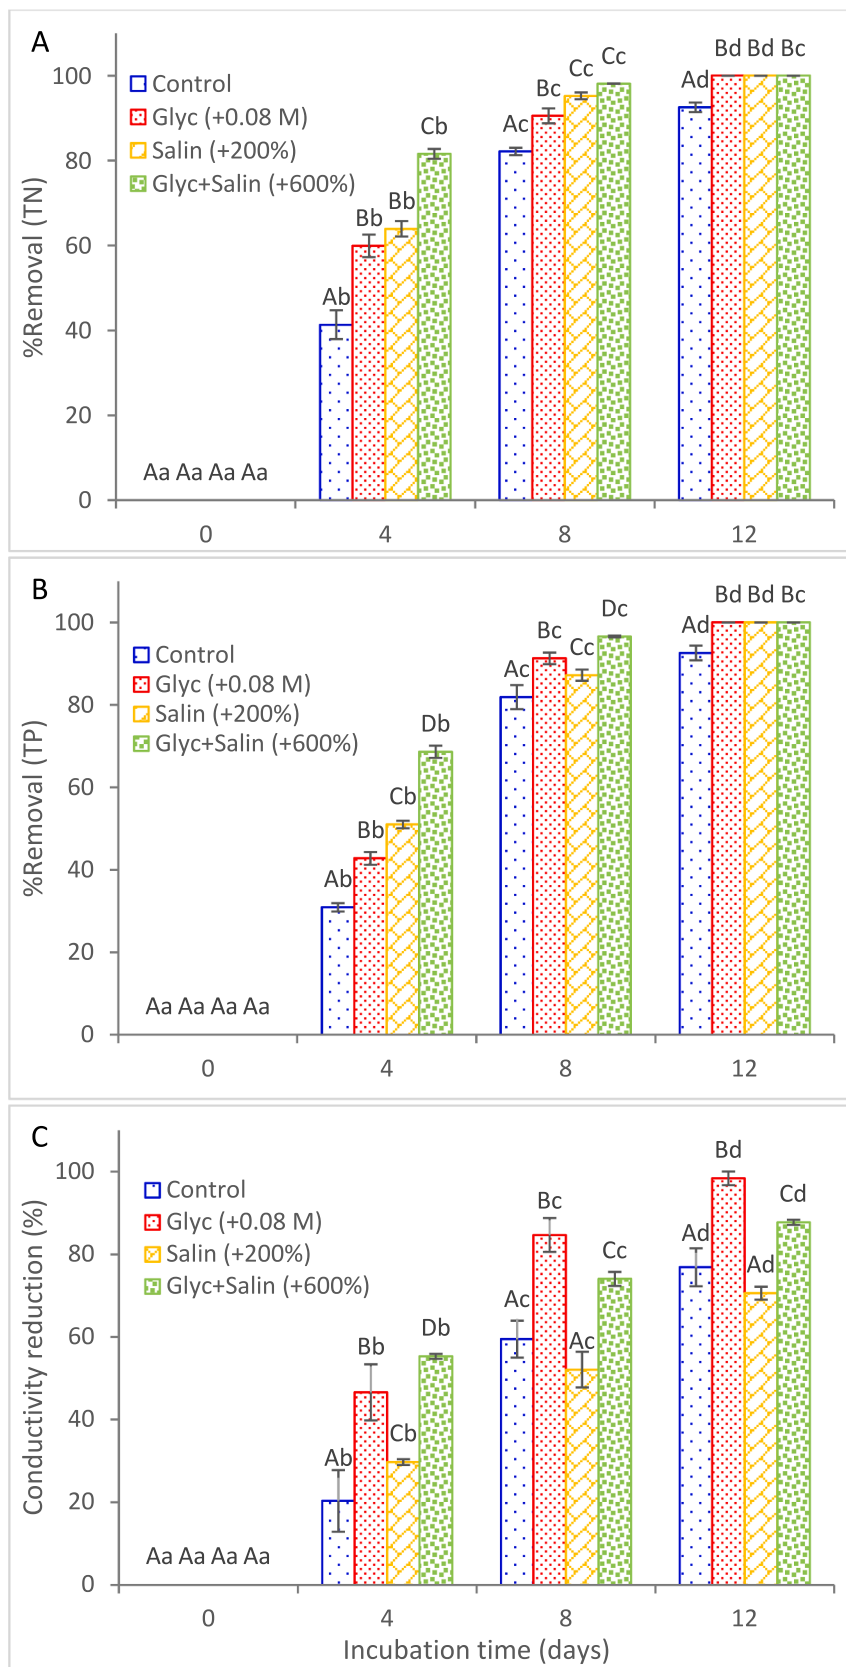 A
%Removal (TN)
100
80
60
40
20
0
Control
Glyc (+0.08 M)
Salin (+200%)
Glyc+Salin (+600%)
Aa Aa Aa Aa
Ab Bb Bb Cb
Ac Bc Cc Cc
Ad Bd Bd Bc
0 4 8 12
B
%Removal (TP)
100
80
60
40
20
0
Control
Glyc (+0.08 M)
Salin (+200%)
Glyc+Salin (+600%)
Aa Aa Aa Aa
Ab Bb Cb Db
Ac Bc Cc Dc
Ad Bd Bd Bc
0 4 8 12
C
Conductivity reduction (%)
100
80
60
40
20
0
Control
Glyc (+0.08 M)
Salin (+200%)
Glyc+Salin (+600%)
Aa Aa Aa Aa
Ab Bb Cb Db
Ac Bc Ac Cc
Ad Bd Ad Cd
0 4 8 12
Incubation time (days)